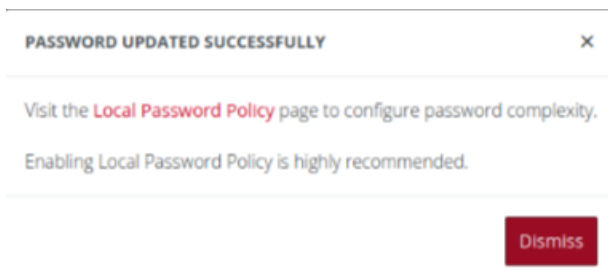 PASSWORD UPDATED SUCCESSFULLY ×
Visit the Local Password Policy page to configure password complexity.
Enabling Local Password Policy is highly recommended.
Dismiss